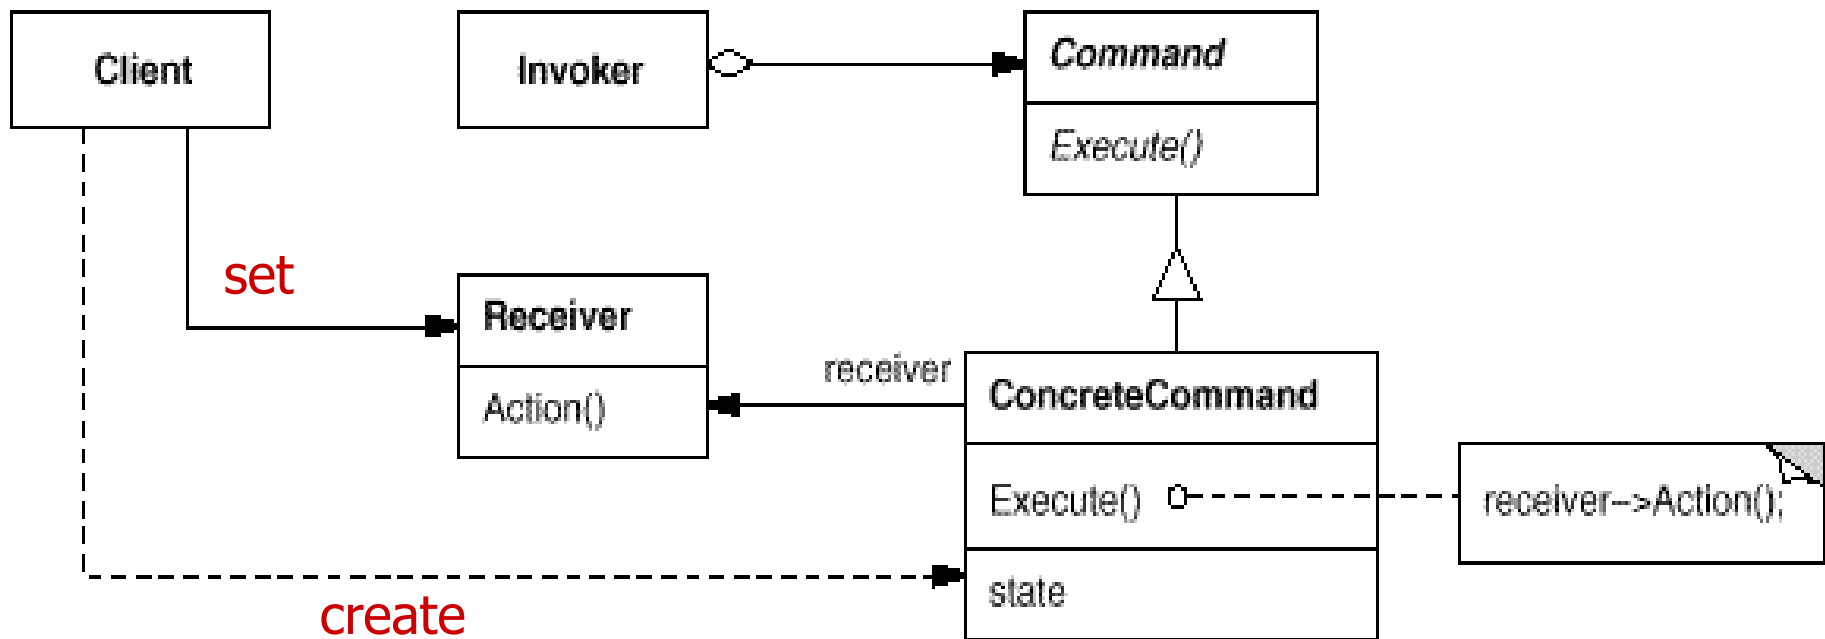 Client
Invoker
Command
Execute()
set
Receiver
Action()
receiver
ConcreteCommand
Execute()
state
receiver-->Action();
create